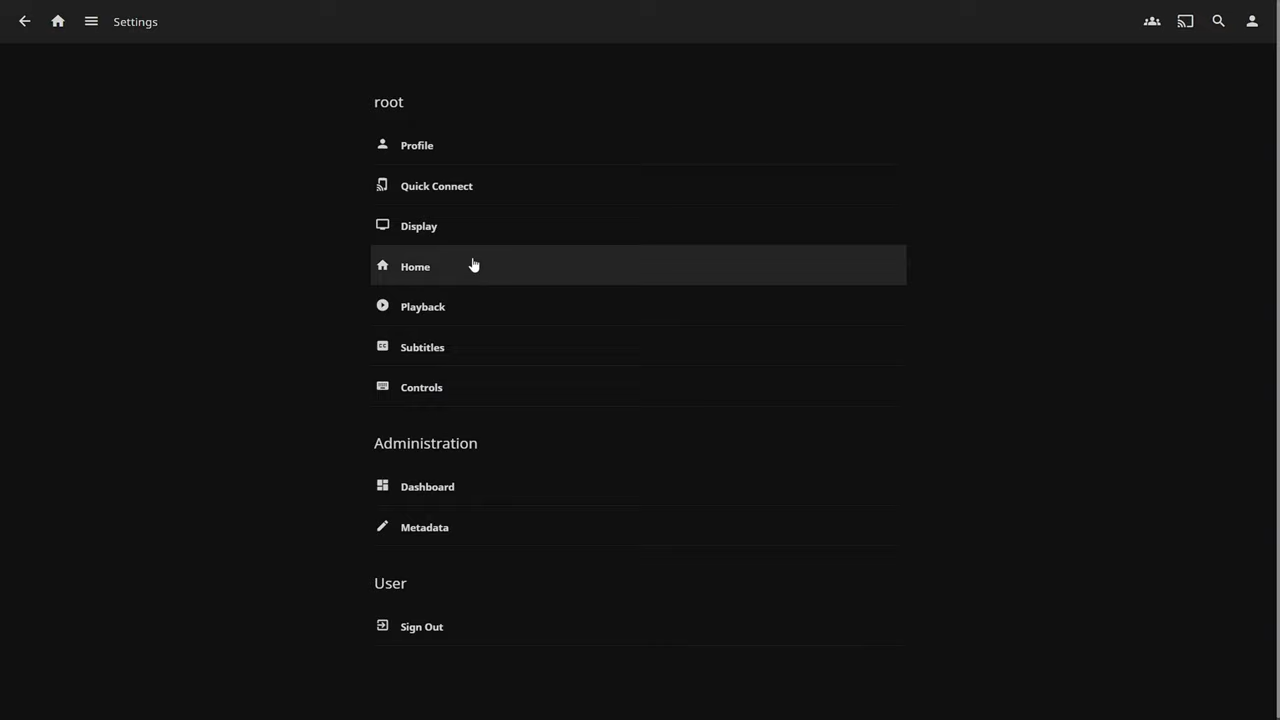 Settings
root
Profile
Quick Connect
Display
Home
Playback
Subtitles
Controls
Administration
Dashboard
Metadata
User
Sign Out